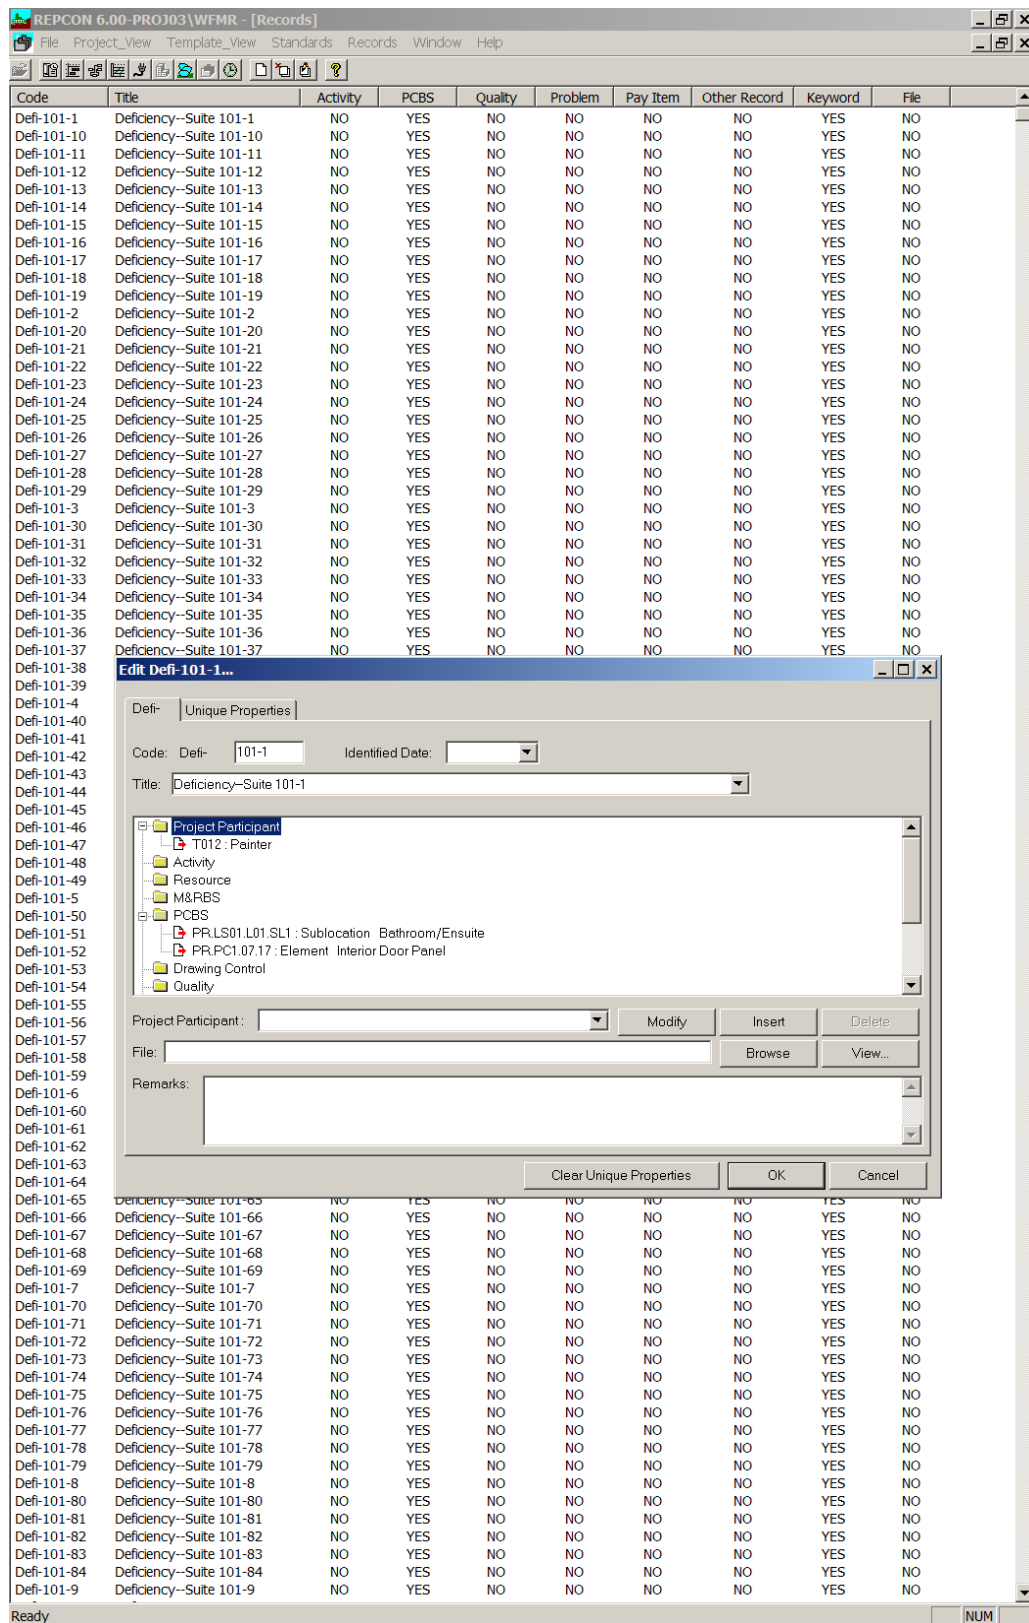 REPCON 6.00-PROJ03\WFMR - [Records]
File Project_View Template_View Standards Records Window Help
Code Title Activity PCBS Quality Problem Pay Item Other Record Keyword File
Defi-101-1 Deficiency--Suite 101-1 NO YES NO NO NO NO YES NO
Defi-101-10 Deficiency--Suite 101-10 NO YES NO NO NO NO YES NO
Defi-101-11 Deficiency--Suite 101-11 NO YES NO NO NO NO YES NO
Defi-101-12 Deficiency--Suite 101-12 NO YES NO NO NO NO YES NO
Defi-101-13 Deficiency--Suite 101-13 NO YES NO NO NO NO YES NO
Defi-101-14 Deficiency--Suite 101-14 NO YES NO NO NO NO YES NO
Defi-101-15 Deficiency--Suite 101-15 NO YES NO NO NO NO YES NO
Defi-101-16 Deficiency--Suite 101-16 NO YES NO NO NO NO YES NO
Defi-101-17 Deficiency--Suite 101-17 NO YES NO NO NO NO YES NO
Defi-101-18 Deficiency--Suite 101-18 NO YES NO NO NO NO YES NO
Defi-101-19 Deficiency--Suite 101-19 NO YES NO NO NO NO YES NO
Defi-101-2 Deficiency--Suite 101-2 NO YES NO NO NO NO YES NO
Defi-101-20 Deficiency--Suite 101-20 NO YES NO NO NO NO YES NO
Defi-101-21 Deficiency--Suite 101-21 NO YES NO NO NO NO YES NO
Defi-101-22 Deficiency--Suite 101-22 NO YES NO NO NO NO YES NO
Defi-101-23 Deficiency--Suite 101-23 NO YES NO NO NO NO YES NO
Defi-101-24 Deficiency--Suite 101-24 NO YES NO NO NO NO YES NO
Defi-101-25 Deficiency--Suite 101-25 NO YES NO NO NO NO YES NO
Defi-101-26 Deficiency--Suite 101-26 NO YES NO NO NO NO YES NO
Defi-101-27 Deficiency--Suite 101-27 NO YES NO NO NO NO YES NO
Defi-101-28 Deficiency--Suite 101-28 NO YES NO NO NO NO YES NO
Defi-101-29 Deficiency--Suite 101-29 NO YES NO NO NO NO YES NO
Defi-101-3 Deficiency--Suite 101-3 NO YES NO NO NO NO YES NO
Defi-101-30 Deficiency--Suite 101-30 NO YES NO NO NO NO YES NO
Defi-101-31 Deficiency--Suite 101-31 NO YES NO NO NO NO YES NO
Defi-101-32 Deficiency--Suite 101-32 NO YES NO NO NO NO YES NO
Defi-101-33 Deficiency--Suite 101-33 NO YES NO NO NO NO YES NO
Defi-101-34 Deficiency--Suite 101-34 NO YES NO NO NO NO YES NO
Defi-101-35 Deficiency--Suite 101-35 NO YES NO NO NO NO YES NO
Defi-101-36 Deficiency--Suite 101-36 NO YES NO NO NO NO YES NO
Defi-101-37 Deficiency--Suite 101-37 NO YES NO NO NO NO YES NO
Defi-101-38
Defi-101-39
Defi-101-4
Defi-101-40
Defi-101-41
Defi-101-42
Defi-101-43
Defi-101-44
Defi-101-45
Defi-101-46
Defi-101-47
Defi-101-48
Defi-101-49
Defi-101-5
Defi-101-50
Defi-101-51
Defi-101-52
Defi-101-53
Defi-101-54
Defi-101-55
Defi-101-56
Defi-101-57
Defi-101-58
Defi-101-59
Defi-101-6
Defi-101-60
Defi-101-61
Defi-101-62
Defi-101-63
Defi-101-64
Edit Defi-101-1...
Defi- Unique Properties
Code: Defi- 101-1 Identified Date:
Title: Deficiency--Suite 101-1
Project Participant
T012 : Painter
Activity
Resource
M&RBS
PCBS
PR.LS01.L01.SL1 : Sublocation Bathroom/Ensuite
PR.PC1.07.17 : Element Interior Door Panel
Drawing Control
Quality
Project Participant : Modify Insert Delete
File: Browse View...
Remarks:
Clear Unique Properties OK Cancel
Defi-101-65 Deficiency--Suite 101-65 NO YES NO NO NO NO YES NO
Defi-101-66 Deficiency--Suite 101-66 NO YES NO NO NO NO YES NO
Defi-101-67 Deficiency--Suite 101-67 NO YES NO NO NO NO YES NO
Defi-101-68 Deficiency--Suite 101-68 NO YES NO NO NO NO YES NO
Defi-101-69 Deficiency--Suite 101-69 NO YES NO NO NO NO YES NO
Defi-101-7 Deficiency--Suite 101-7 NO YES NO NO NO NO YES NO
Defi-101-70 Deficiency--Suite 101-70 NO YES NO NO NO NO YES NO
Defi-101-71 Deficiency--Suite 101-71 NO YES NO NO NO NO YES NO
Defi-101-72 Deficiency--Suite 101-72 NO YES NO NO NO NO YES NO
Defi-101-73 Deficiency--Suite 101-73 NO YES NO NO NO NO YES NO
Defi-101-74 Deficiency--Suite 101-74 NO YES NO NO NO NO YES NO
Defi-101-75 Deficiency--Suite 101-75 NO YES NO NO NO NO YES NO
Defi-101-76 Deficiency--Suite 101-76 NO YES NO NO NO NO YES NO
Defi-101-77 Deficiency--Suite 101-77 NO YES NO NO NO NO YES NO
Defi-101-78 Deficiency--Suite 101-78 NO YES NO NO NO NO YES NO
Defi-101-79 Deficiency--Suite 101-79 NO YES NO NO NO NO YES NO
Defi-101-8 Deficiency--Suite 101-8 NO YES NO NO NO NO YES NO
Defi-101-80 Deficiency--Suite 101-80 NO YES NO NO NO NO YES NO
Defi-101-81 Deficiency--Suite 101-81 NO YES NO NO NO NO YES NO
Defi-101-82 Deficiency--Suite 101-82 NO YES NO NO NO NO YES NO
Defi-101-83 Deficiency--Suite 101-83 NO YES NO NO NO NO YES NO
Defi-101-84 Deficiency--Suite 101-84 NO YES NO NO NO NO YES NO
Defi-101-9 Deficiency--Suite 101-9 NO YES NO NO NO NO YES NO
Ready NUM